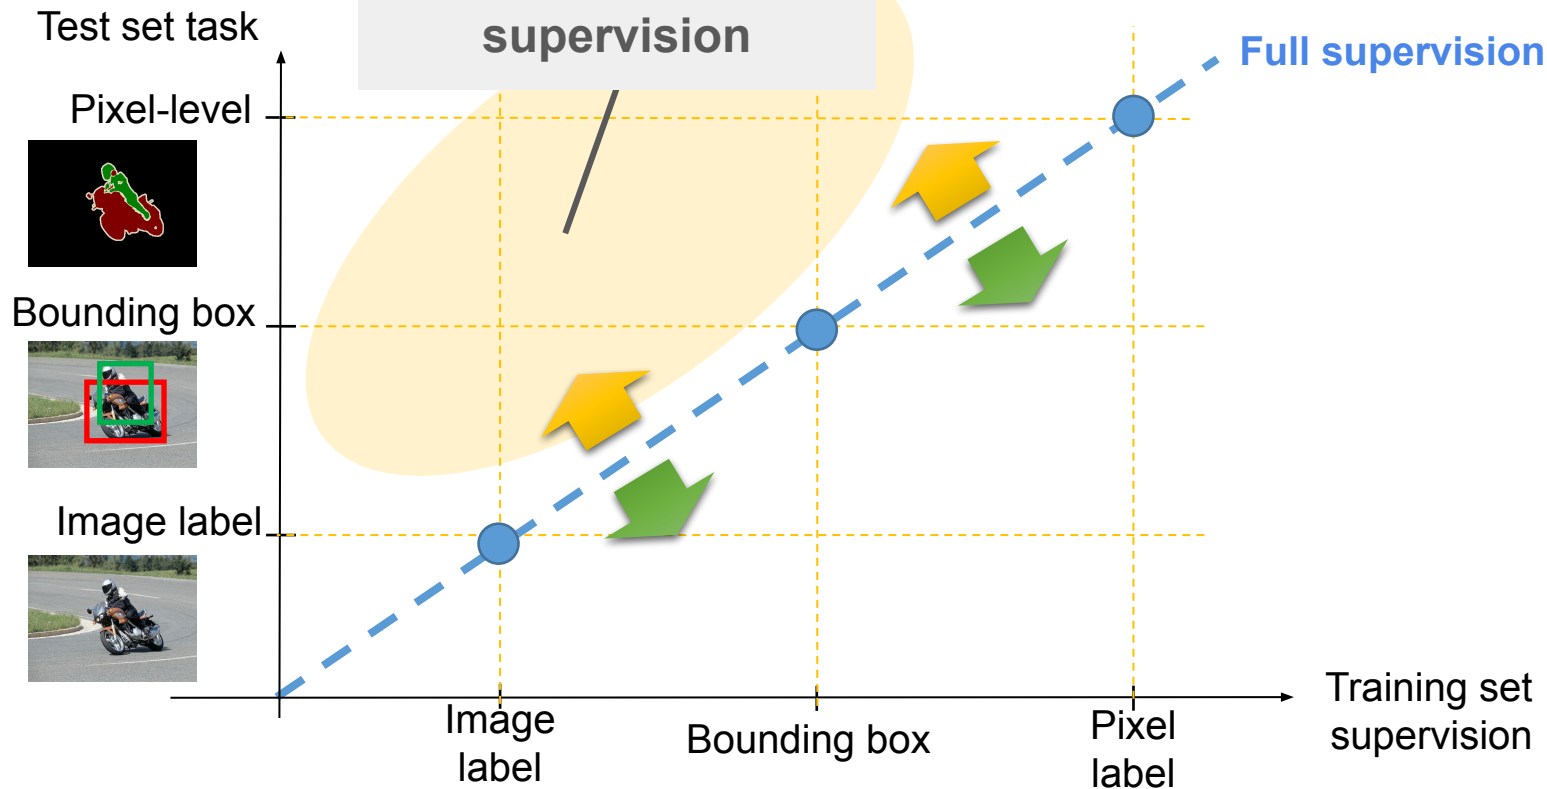 Test set task
supervision
Full supervision
Pixel-level
Bounding box
Image label
Image
label
Bounding box
Pixel
label
Training set
supervision